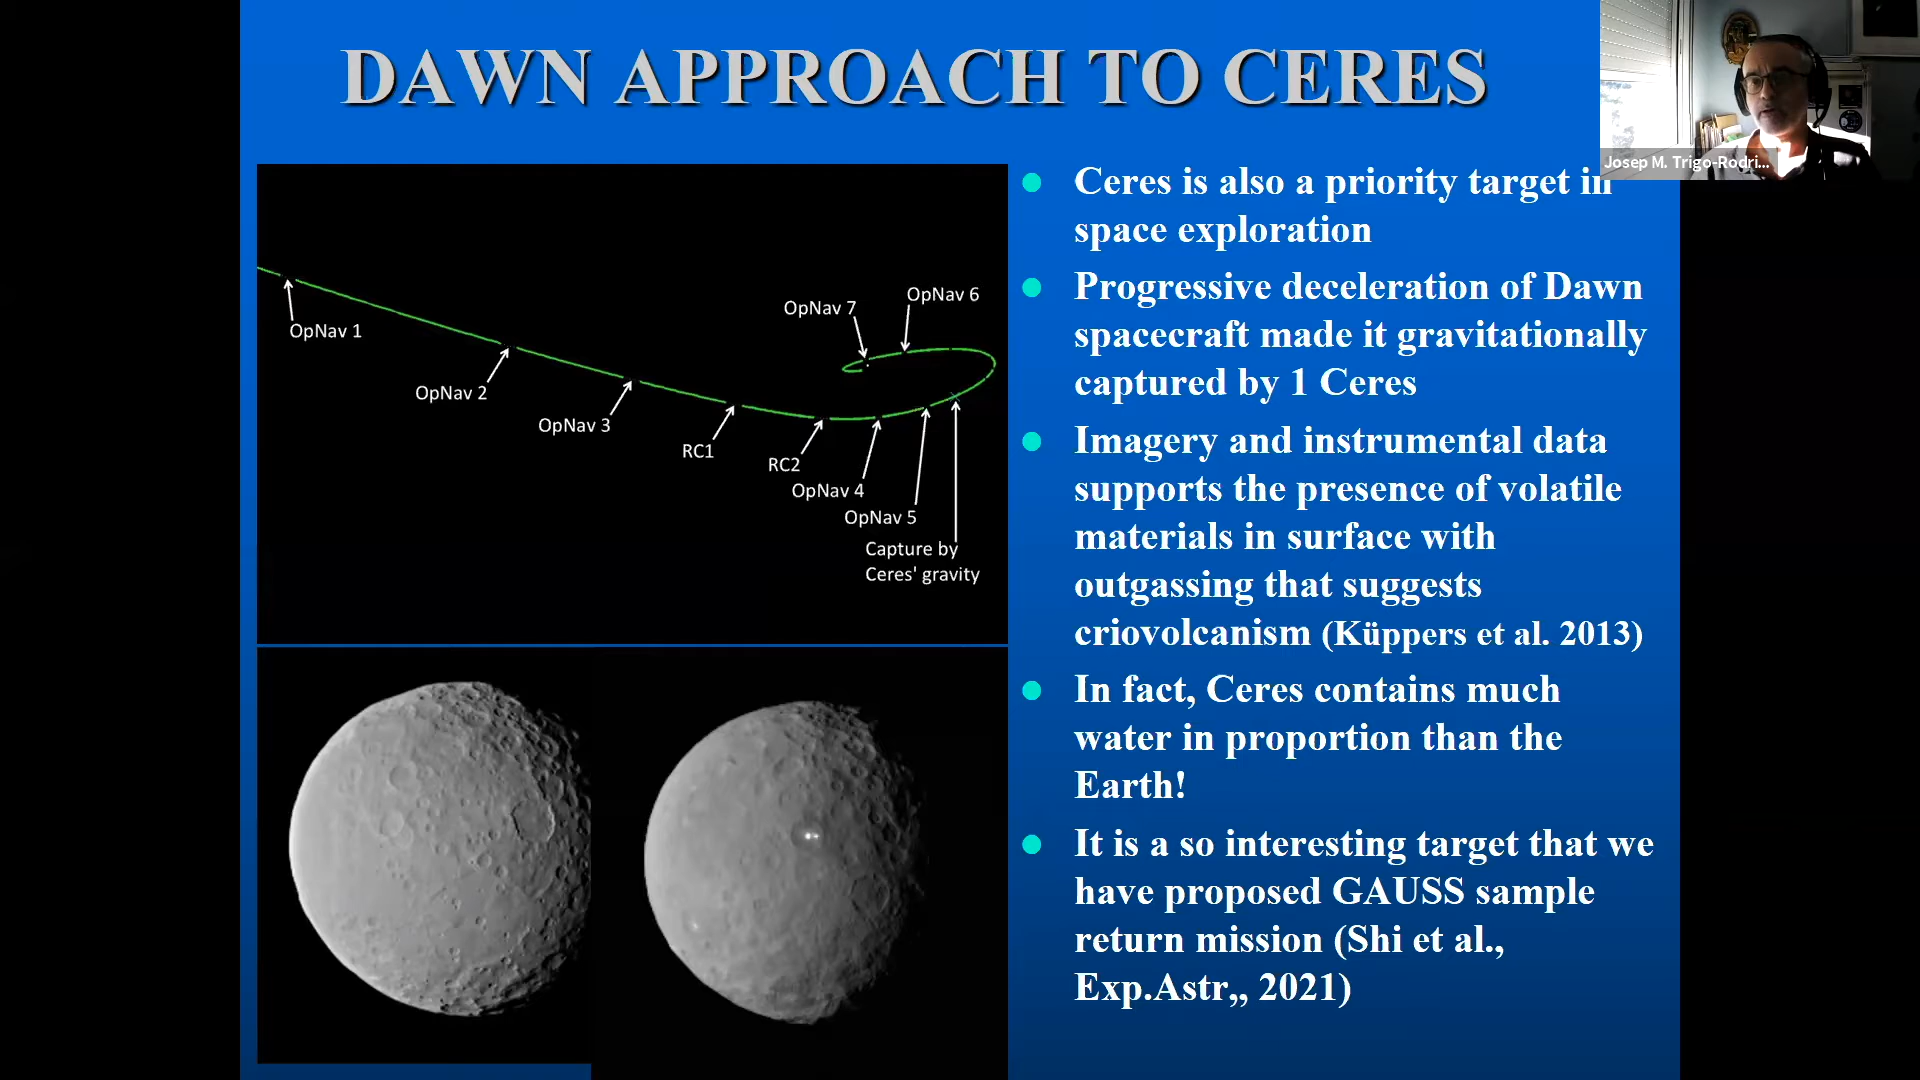 DAWN APPROACH TO CERES
Josep M. Trigo-Rodri...
OpNav 1
OpNav 2
OpNav 3
RC1
RC2
OpNav 4
OpNav 5
Capture by
Ceres' gravity
OpNav 7
OpNav 6
Ceres is also a priority target in
space exploration
Progressive deceleration of Dawn
spacecraft made it gravitationally
captured by 1 Ceres
Imagery and instrumental data
supports the presence of volatile
materials in surface with
outgassing that suggests
criovolcanism (Küppers et al. 2013)
In fact, Ceres contains much
water in proportion than the
Earth!
It is a so interesting target that we
have proposed GAUSS sample
return mission (Shi et al.,
Exp.Astr,, 2021)